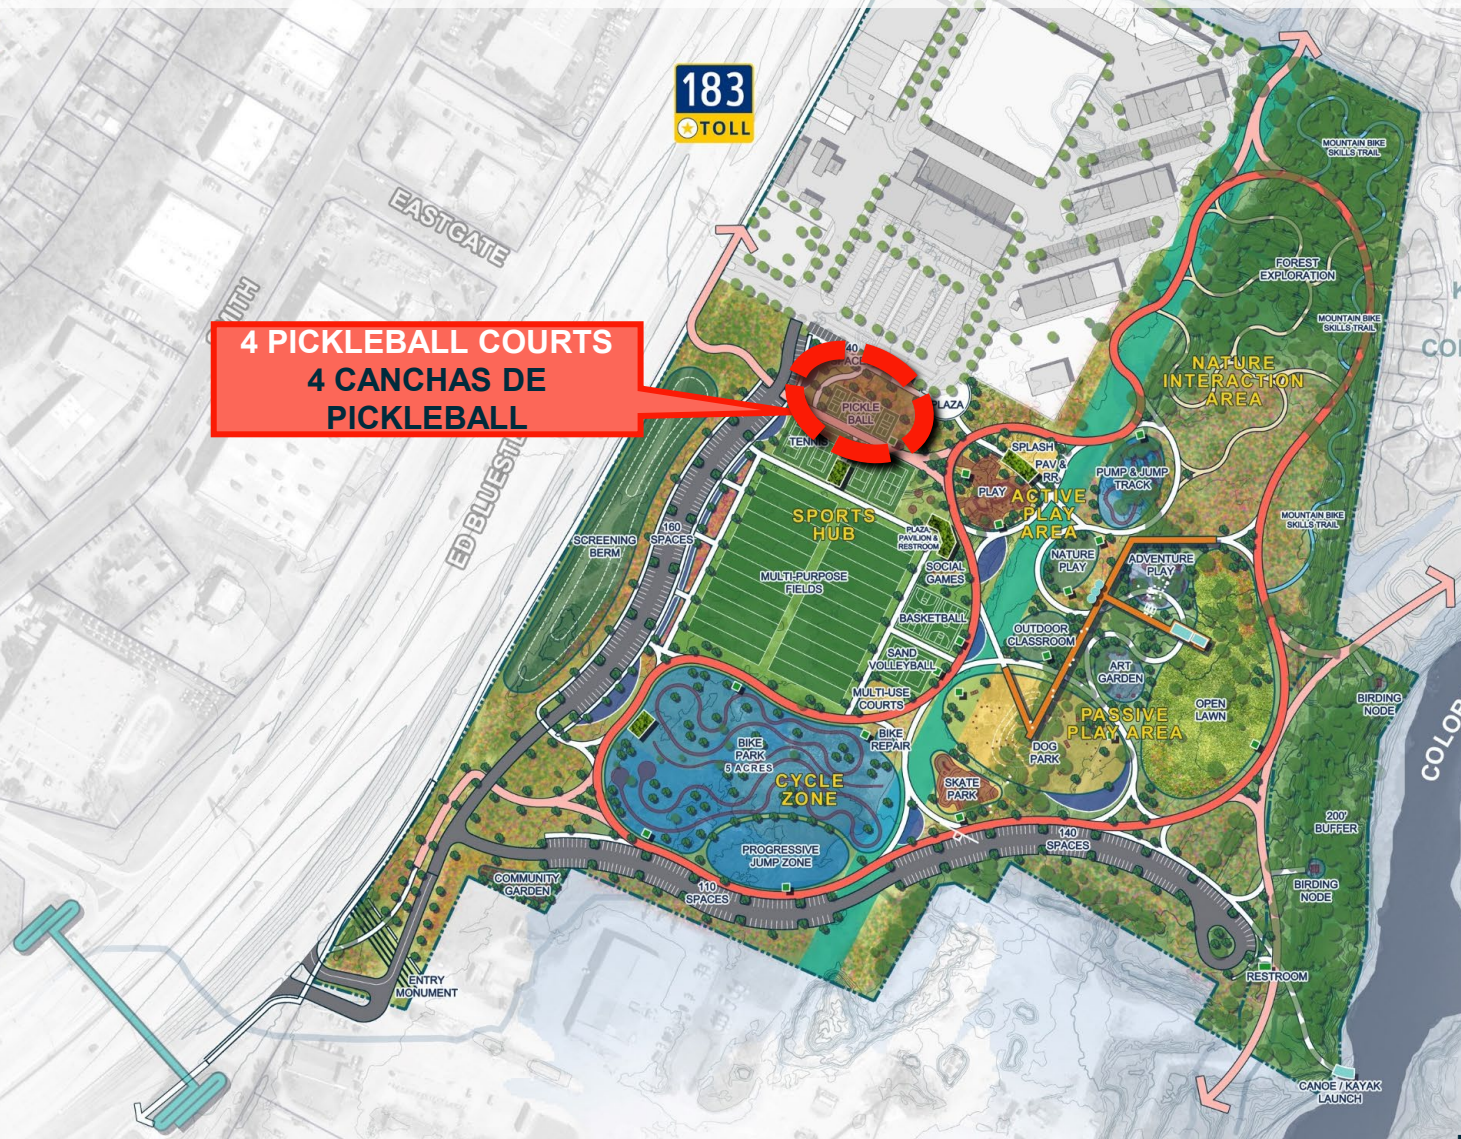 183
TOLL
EASTGATE
MOUNTAIN BIKE
SKILLS TRAIL
FOREST
EXPLORATION
MOUNTAIN BIKE
SKILLS TRAIL
4 PICKLEBALL COURTS
4 CANCHAS DE
PICKLEBALL
40
NATURE
INTERACTION
AREA
PICKLE
BALL
PLAZA
TENNIS
SPLASH
PAV &
RR
PUMP & JUMP
TRACK
PLAY
ACTIVE
PLAY
AREA
SPORTS
HUB
MOUNTAIN BIKE
SKILLS TRAIL
160
SPACES
SCREENING
BERM
PLAZA
PAVILION &
RESTROOM
NATURE
PLAY
ADVENTURE
PLAY
SOCIAL
GAMES
MULTI-PURPOSE
FIELDS
BASKETBALL
OUTDOOR
CLASSROOM
SAND
VOLLEYBALL
ART
GARDEN
MULTI-USE
COURTS
OPEN
LAWN
BIRDING
NODE
PASSIVE
PLAY AREA
BIKE
REPAIR
BIKE
PARK
5 ACRES
DOG
PARK
CYCLE
ZONE
SKATE
PARK
200'
BUFFER
140
SPACES
PROGRESSIVE
JUMP ZONE
COMMUNITY
GARDEN
110
SPACES
BIRDING
NODE
ENTRY
MONUMENT
RESTROOM
CANOE / KAYAK
LAUNCH